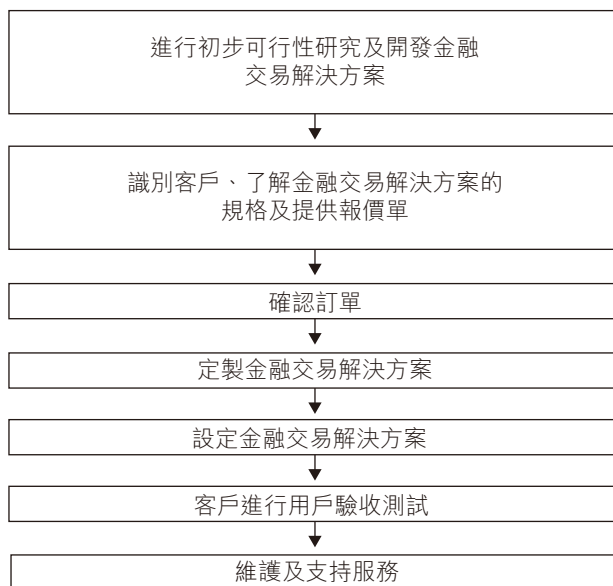 進行初步可行性研究及開發金融
交易解決方案
識別客戶、了解金融交易解決方案的
規格及提供報價單
確認訂單
定製金融交易解決方案
設定金融交易解決方案
客戶進行用戶驗收測試
維護及支持服務